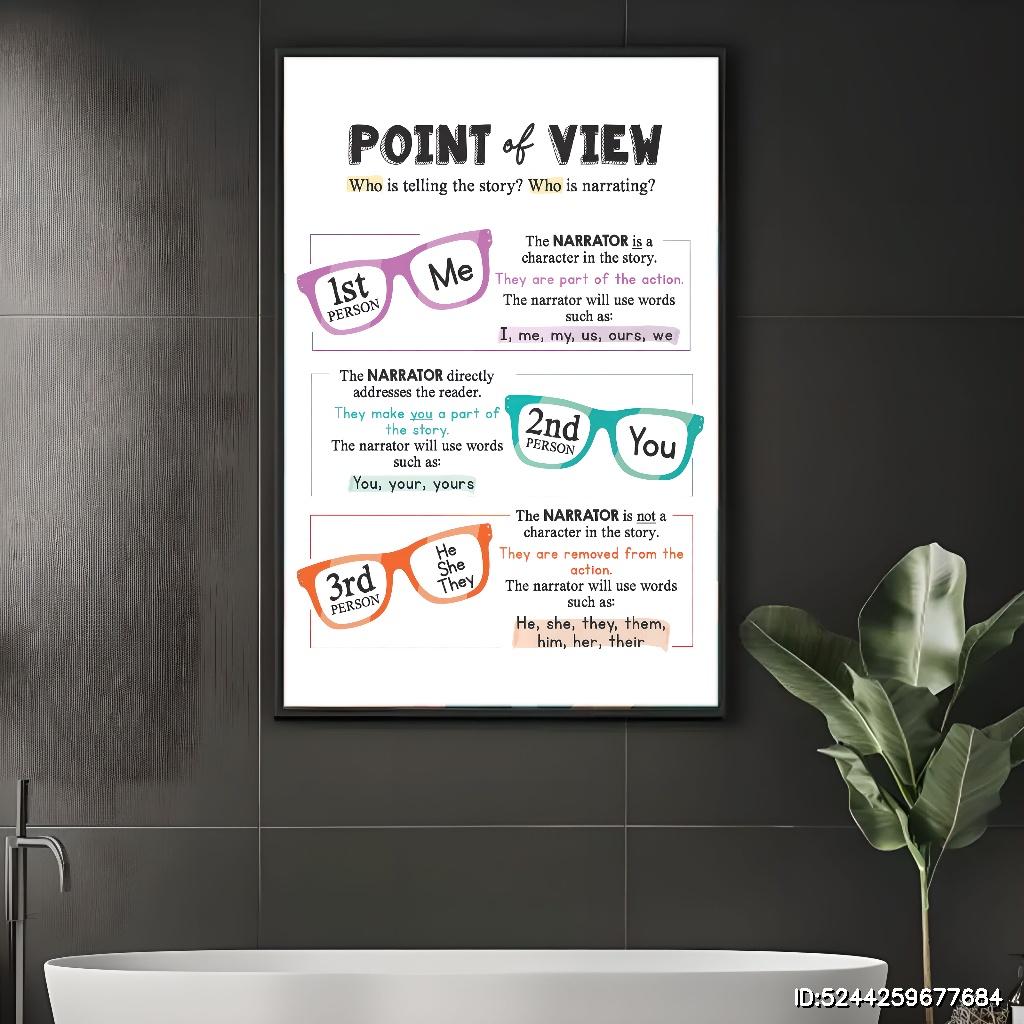 POINT of VIEW
Who is telling the story? Who is narrating?
1st
PERSON
Me
The NARRATOR is a
character in the story.
They are part of the action.
The narrator will use words
such as:
I, me, my, us, ours, we
The NARRATOR directly
addresses the reader.
They make you a part of
the story.
The narrator will use words
such as:
You, your, yours
2nd
PERSON
You
3rd
PERSON
He
She
They
The NARRATOR is not a
character in the story.
They are removed from the
action.
The narrator will use words
such as:
He, she, they, them,
him, her, their
ID:5244259677684